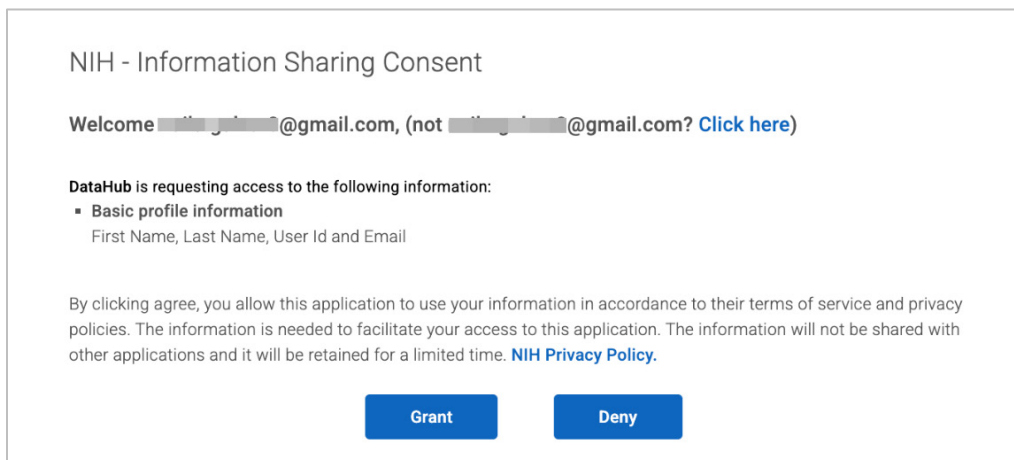 NIH - Information Sharing Consent
Welcome @gmail.com, (not @gmail.com? Click here)
DataHub is requesting access to the following information:
▪ Basic profile information
First Name, Last Name, User Id and Email
By clicking agree, you allow this application to use your information in accordance to their terms of service and privacy
policies. The information is needed to facilitate your access to this application. The information will not be shared with
other applications and it will be retained for a limited time. NIH Privacy Policy.
Grant Deny